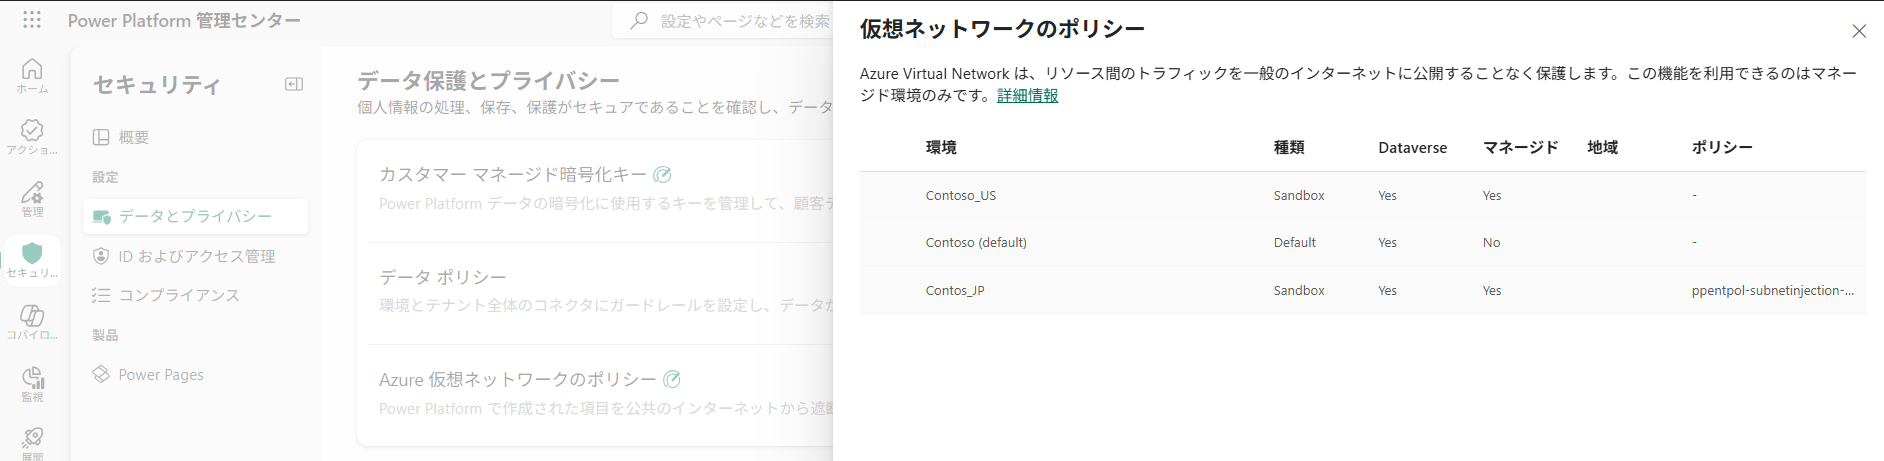 Power Platform 管理センター
設定やページなどを検索
ホーム
アクショ...
管理
セキュリ...
コパイロ...
監視
展開
セキュリティ
概要
設定
データとプライバシー
ID およびアクセス管理
コンプライアンス
製品
Power Pages
データ保護とプライバシー
個人情報の処理、保存、保護がセキュアであることを確認し、データ
カスタマー マネージド暗号化キー
Power Platform データの暗号化に使用するキーを管理して、顧客デ
データ ポリシー
環境とテナント全体のコネクタにガードレールを設定し、データが
Azure 仮想ネットワークのポリシー
Power Platform で作成された項目を公共のインターネットから遮断
仮想ネットワークのポリシー
Azure Virtual Network は、リソース間のトラフィックを一般のインターネットに公開することなく保護します。この機能を利用できるのはマネー
ジド環境のみです。詳細情報
環境 種類 Dataverse マネージド 地域 ポリシー
Contoso_US Sandbox Yes Yes -
Contoso (default) Default Yes No -
Contos_JP Sandbox Yes Yes ppentpol-subnetinjection-...